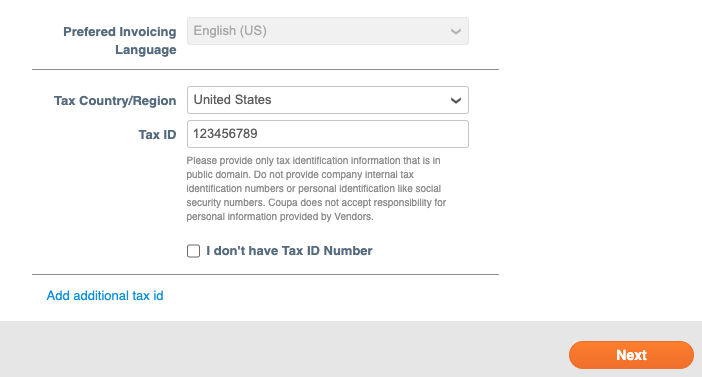 Prefered Invoicing
Language
English (US)
Tax Country/Region
United States
Tax ID
123456789
Please provide only tax identification information that is in
public domain. Do not provide company internal tax
identification numbers or personal identification like social
security numbers. Coupa does not accept responsibility for
personal information provided by Vendors.
I don't have Tax ID Number
Add additional tax id
Next